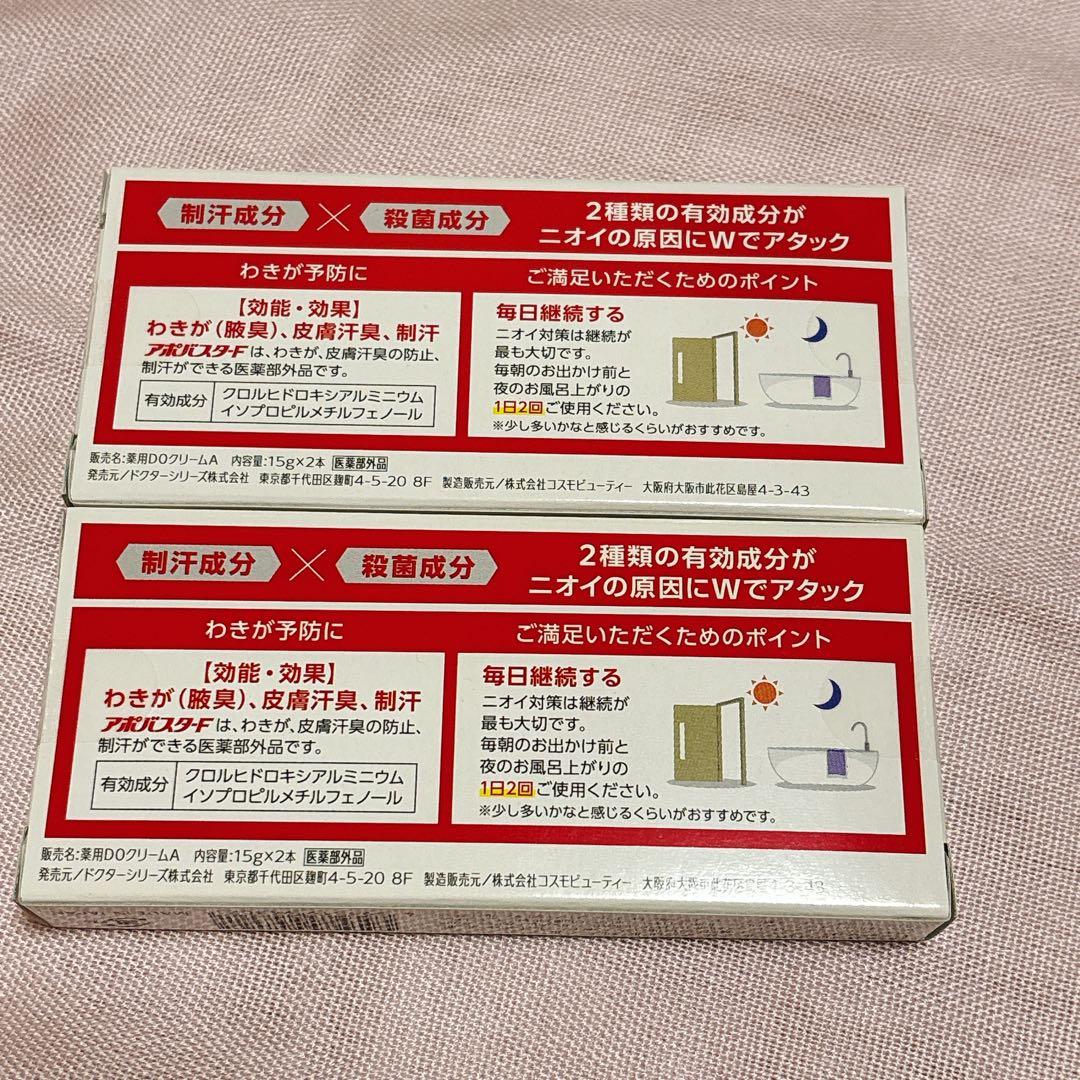 制汗成分 × 殺菌成分
2種類の有効成分が
ニオイの原因にWでアタック
わきが予防に
【効能・効果】
わきが（腋臭）、皮膚汗臭、制汗
アポバスターFは、わきが、皮膚汗臭の防止、
制汗ができる医薬部外品です。
有効成分
クロルヒドロキシアルミニウム
イソプロピルメチルフェノール
ご満足いただくためのポイント
毎日継続する
ニオイ対策は継続が
最も大切です。
毎朝のお出かけ前と
夜のお風呂上がりの
1日2回ご使用ください。
※少し多いかなと感じるくらいがおすすめです。
販売名:薬用DOクリームA 内容量:15g×2本 医薬部外品
発売元/ドクターシリーズ株式会社 東京都千代田区麹町4-5-20 8F 製造販売元/株式会社コスモビューティー 大阪府大阪市此花区島屋4-3-43
制汗成分 × 殺菌成分
2種類の有効成分が
ニオイの原因にWでアタック
わきが予防に
【効能・効果】
わきが（腋臭）、皮膚汗臭、制汗
アポバスターFは、わきが、皮膚汗臭の防止、
制汗ができる医薬部外品です。
有効成分
クロルヒドロキシアルミニウム
イソプロピルメチルフェノール
ご満足いただくためのポイント
毎日継続する
ニオイ対策は継続が
最も大切です。
毎朝のお出かけ前と
夜のお風呂上がりの
1日2回ご使用ください。
※少し多いかなと感じるくらいがおすすめです。
販売名:薬用DOクリームA 内容量:15g×2本 医薬部外品
発売元/ドクターシリーズ株式会社 東京都千代田区麹町4-5-20 8F 製造販売元/株式会社コスモビューティー 大阪府大阪市此花区島屋4-3-43